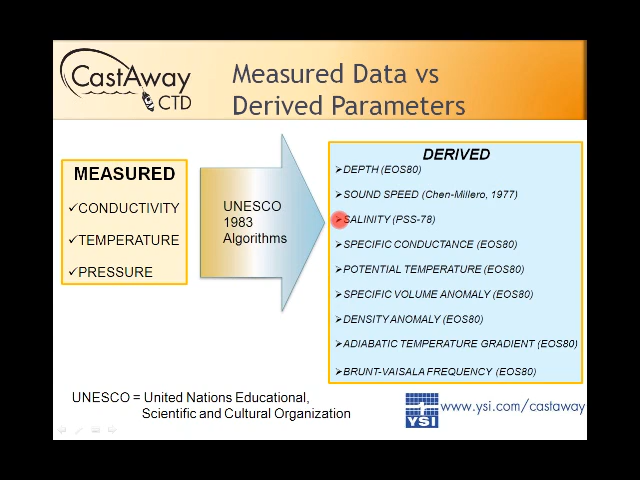 CastAway
CTD
Measured Data vs
Derived Parameters
MEASURED
✓CONDUCTIVITY
✓TEMPERATURE
✓PRESSURE
UNESCO
1983
Algorithms
DERIVED
➢DEPTH (EOS80)
➢SOUND SPEED (Chen-Millero, 1977)
➢SALINITY (PSS-78)
➢SPECIFIC CONDUCTANCE (EOS80)
➢POTENTIAL TEMPERATURE (EOS80)
➢SPECIFIC VOLUME ANOMALY (EOS80)
➢DENSITY ANOMALY (EOS80)
➢ADIABATIC TEMPERATURE GRADIENT (EOS80)
➢BRUNT-VAISALA FREQUENCY (EOS80)
UNESCO = United Nations Educational,
Scientific and Cultural Organization
YSI
www.ysi.com/castaway